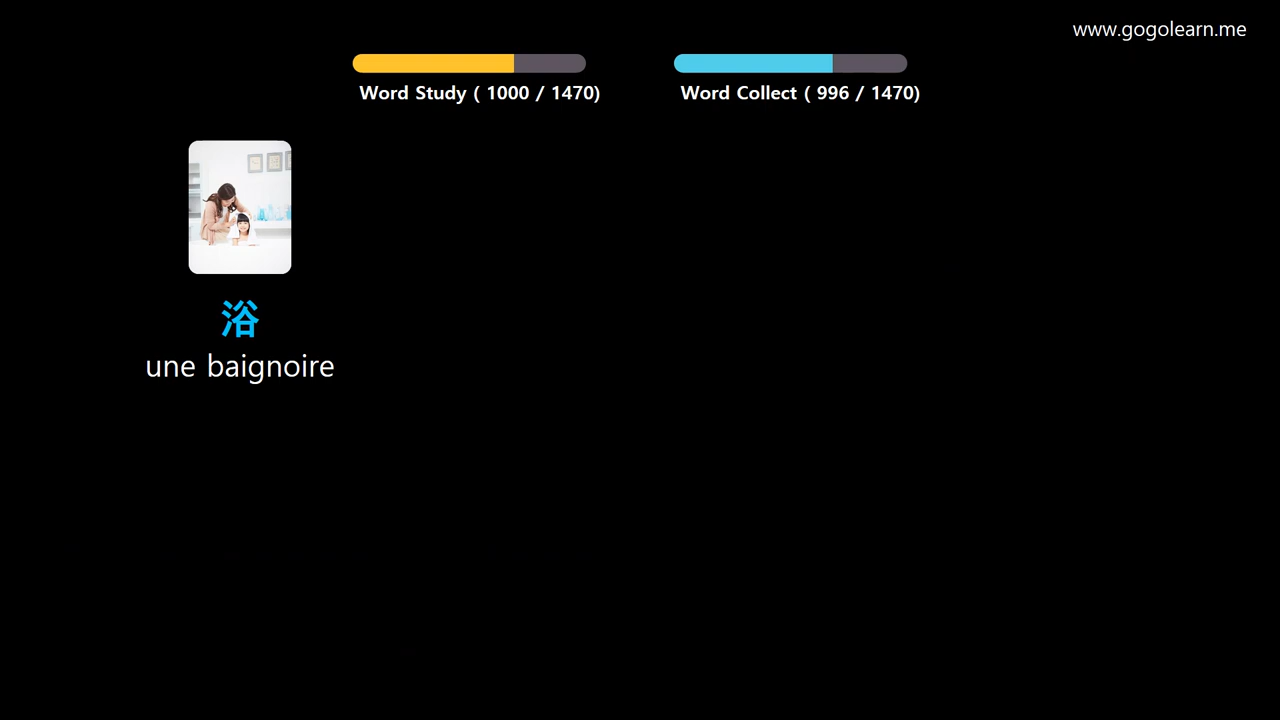 www.gogolearn.me
Word Study ( 1000 / 1470)
Word Collect ( 996 / 1470)
浴
une baignoire